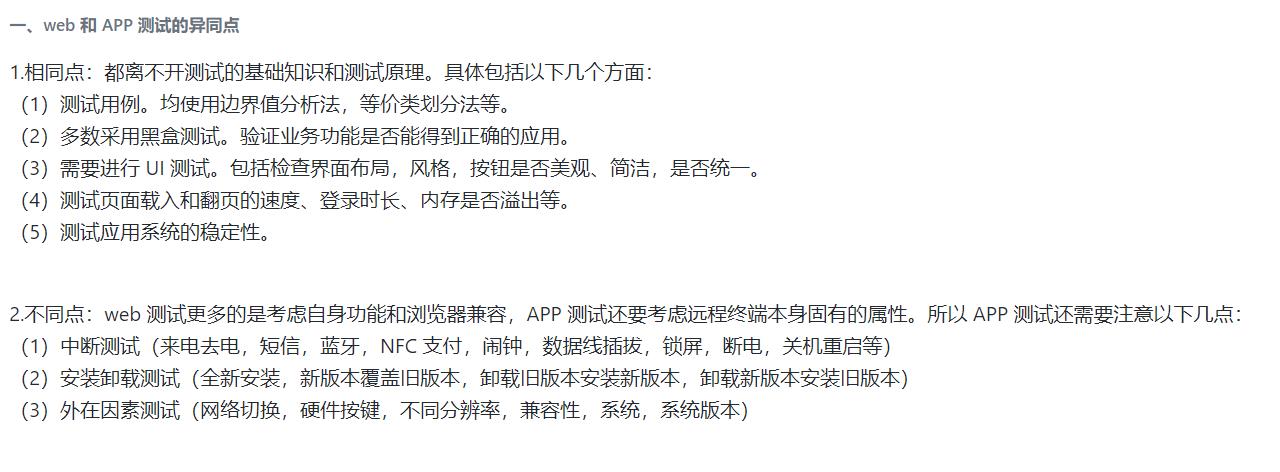 一、web 和 APP 测试的异同点
1.相同点：都离不开测试的基础知识和测试原理。具体包括以下几个方面：
（1）测试用例。均使用边界值分析法，等价类划分法等。
（2）多数采用黑盒测试。验证业务功能是否能得到正确的应用。
（3）需要进行 UI 测试。包括检查界面布局，风格，按钮是否美观、简洁，是否统一。
（4）测试页面载入和翻页的速度、登录时长、内存是否溢出等。
（5）测试应用系统的稳定性。
2.不同点：web 测试更多的是考虑自身功能和浏览器兼容，APP 测试还要考虑远程终端本身固有的属性。所以 APP 测试还需要注意以下几点：
（1）中断测试（来电去电，短信，蓝牙，NFC 支付，闹钟，数据线插拔，锁屏，断电，关机重启等）
（2）安装卸载测试（全新安装，新版本覆盖旧版本，卸载旧版本安装新版本，卸载新版本安装旧版本）
（3）外在因素测试（网络切换，硬件按键，不同分辨率，兼容性，系统，系统版本）